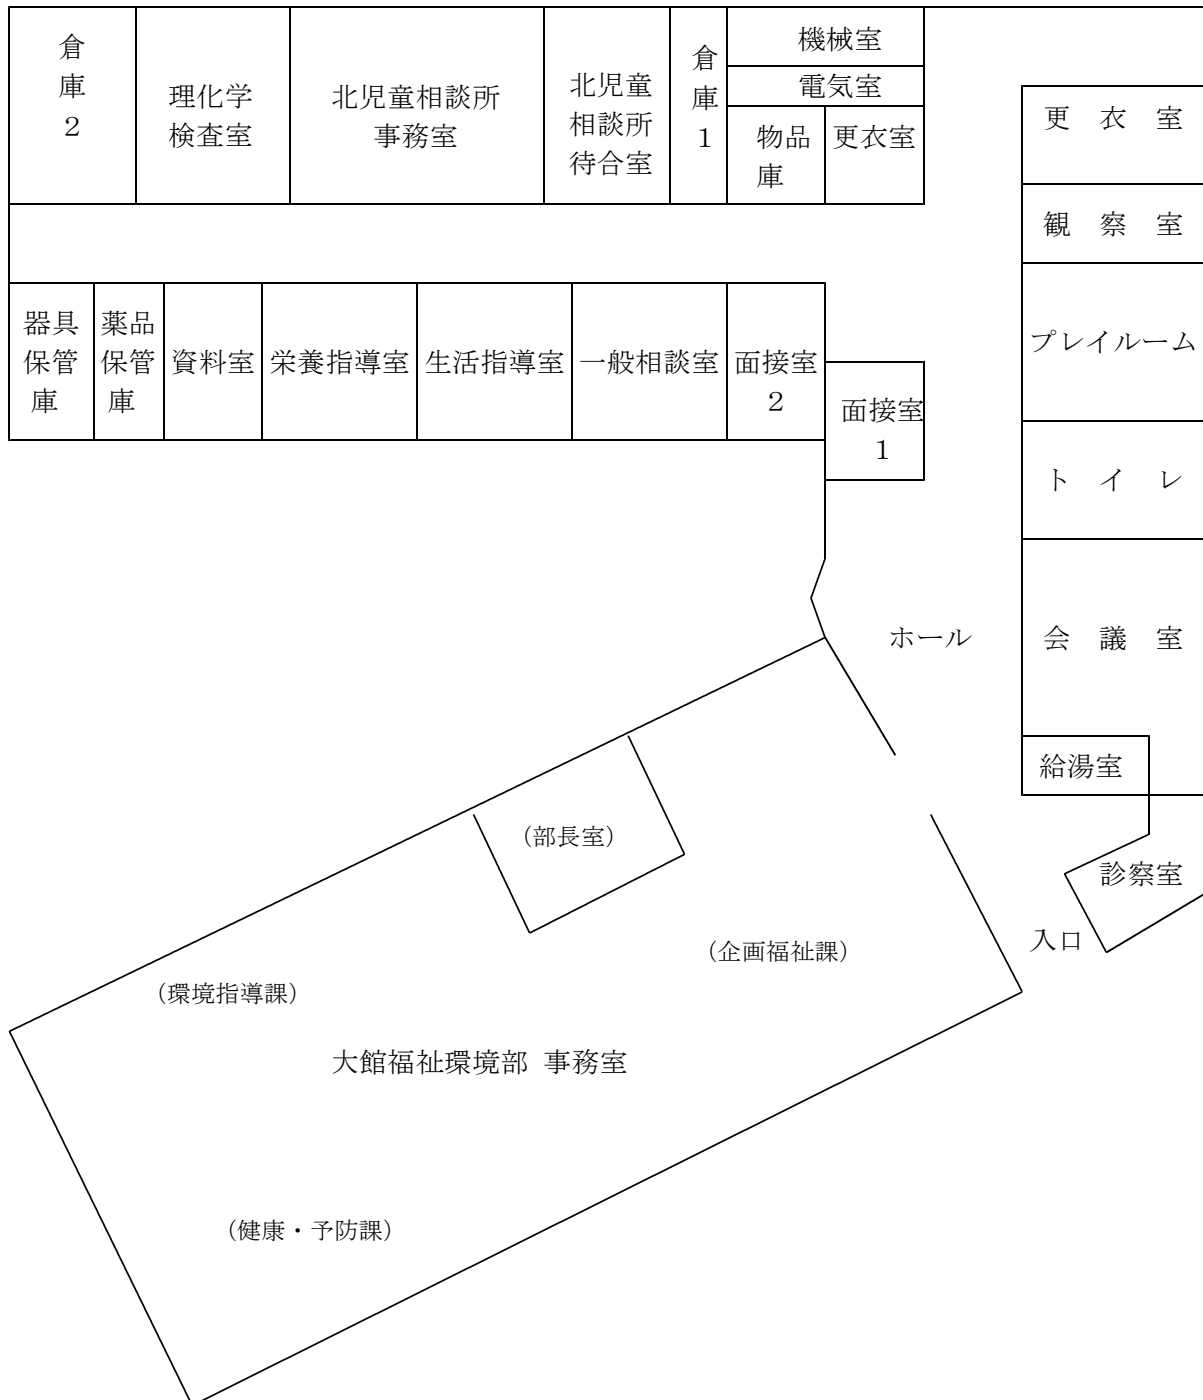 倉庫2
理化学
検査室
北児童相談所
事務室
北児童
相談所
待合室
倉庫1
機械室
電気室
物品
庫
更衣室
更 衣 室
観 察 室
プレイルーム
ト イ レ
会 議 室
給湯室
診察室
器具
保管
庫
薬品
保管
庫
資料室
栄養指導室
生活指導室
一般相談室
面接室
2
面接室
1
ホール
入口
(部長室)
(企画福祉課)
(環境指導課)
大館福祉環境部 事務室
(健康・予防課)